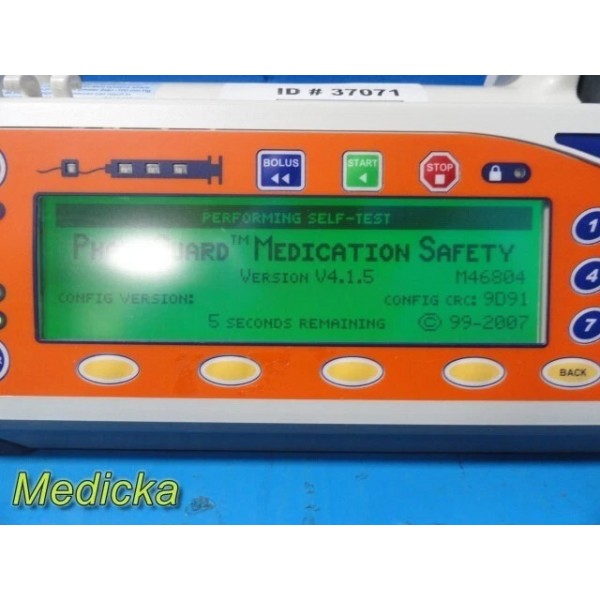 ID # 37071
BOLUS
START
STOP
PERFORMING SELF-TEST
MEDICATION SAFETY
VERSION V4.1.5 M46804
CONFIG VERSION: CONFIG CRC: 9D91
5 SECONDS REMAINING © 99-2007
1
4
7
BACK
Medicka